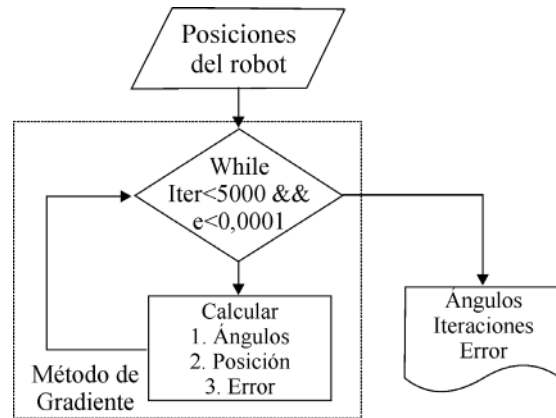 Posiciones
del robot
While
Iter<5000 &&
e<0,0001
Calcular
1. Ángulos
2. Posición
3. Error
Método de
Gradiente
Ángulos
Iteraciones
Error